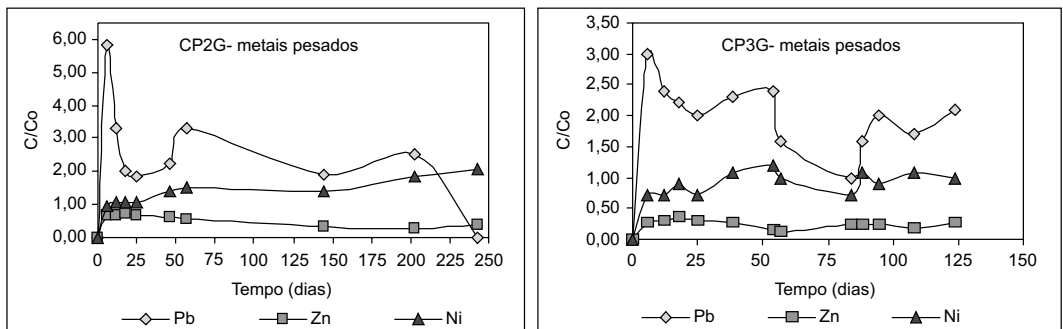 CP2G- metais pesados
6,00
5,00
4,00
3,00
2,00
1,00
0,00
C/Co
0 25 50 75 100 125 150 175 200 225 250
Tempo (dias)
Pb Zn Ni
CP3G- metais pesados
3,50
3,00
2,50
2,00
1,50
1,00
0,50
0,00
C/Co
0 25 50 75 100 125 150
Tempo (dias)
Pb Zn Ni